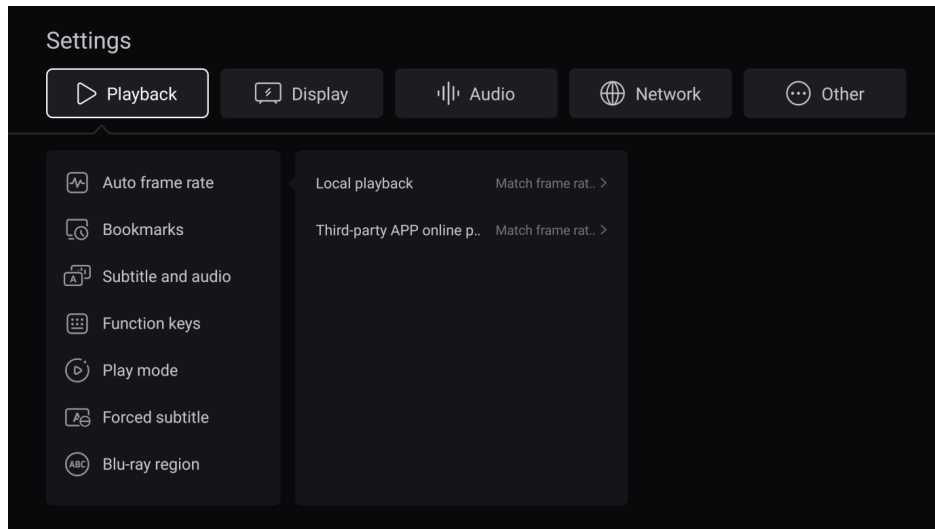 Settings
Playback
Display
Audio
Network
Other
Auto frame rate
Bookmarks
A
Subtitle and audio
Function keys
Play mode
A
Forced subtitle
ABC
Blu-ray region
Local playback
Match frame rat..
Third-party APP online p..
Match frame rat..